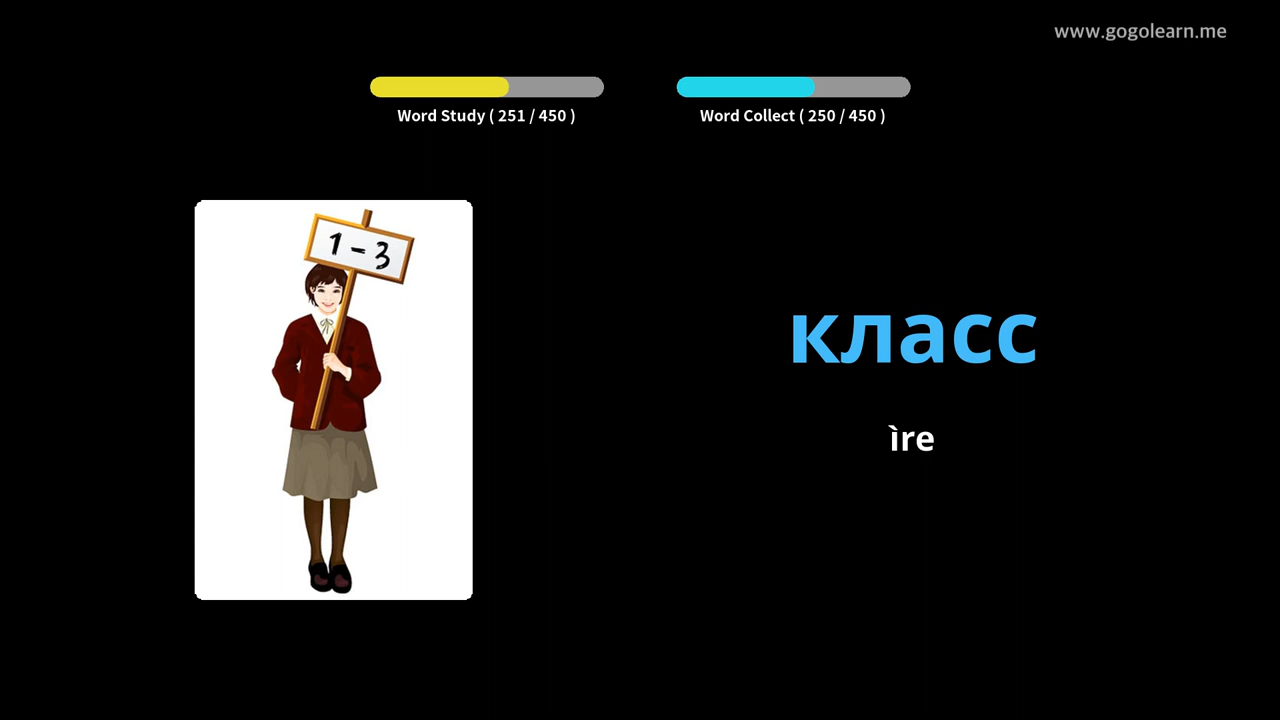 www.gogolearn.me
Word Study ( 251 / 450 )
Word Collect ( 250 / 450 )
1 - 3
класс
ìre